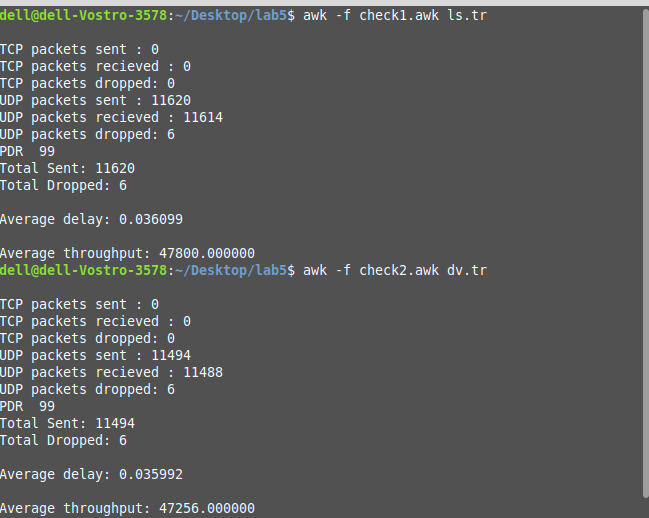 dell@dell-Vostro-3578:~/Desktop/lab5$ awk -f check1.awk ls.tr
TCP packets sent : 0
TCP packets recieved : 0
TCP packets dropped: 0
UDP packets sent : 11620
UDP packets recieved : 11614
UDP packets dropped: 6
PDR  99
Total Sent: 11620
Total Dropped: 6
Average delay: 0.036099
Average throughput: 47800.000000
dell@dell-Vostro-3578:~/Desktop/lab5$ awk -f check2.awk dv.tr
TCP packets sent : 0
TCP packets recieved : 0
TCP packets dropped: 0
UDP packets sent : 11494
UDP packets recieved : 11488
UDP packets dropped: 6
PDR  99
Total Sent: 11494
Total Dropped: 6
Average delay: 0.035992
Average throughput: 47256.000000